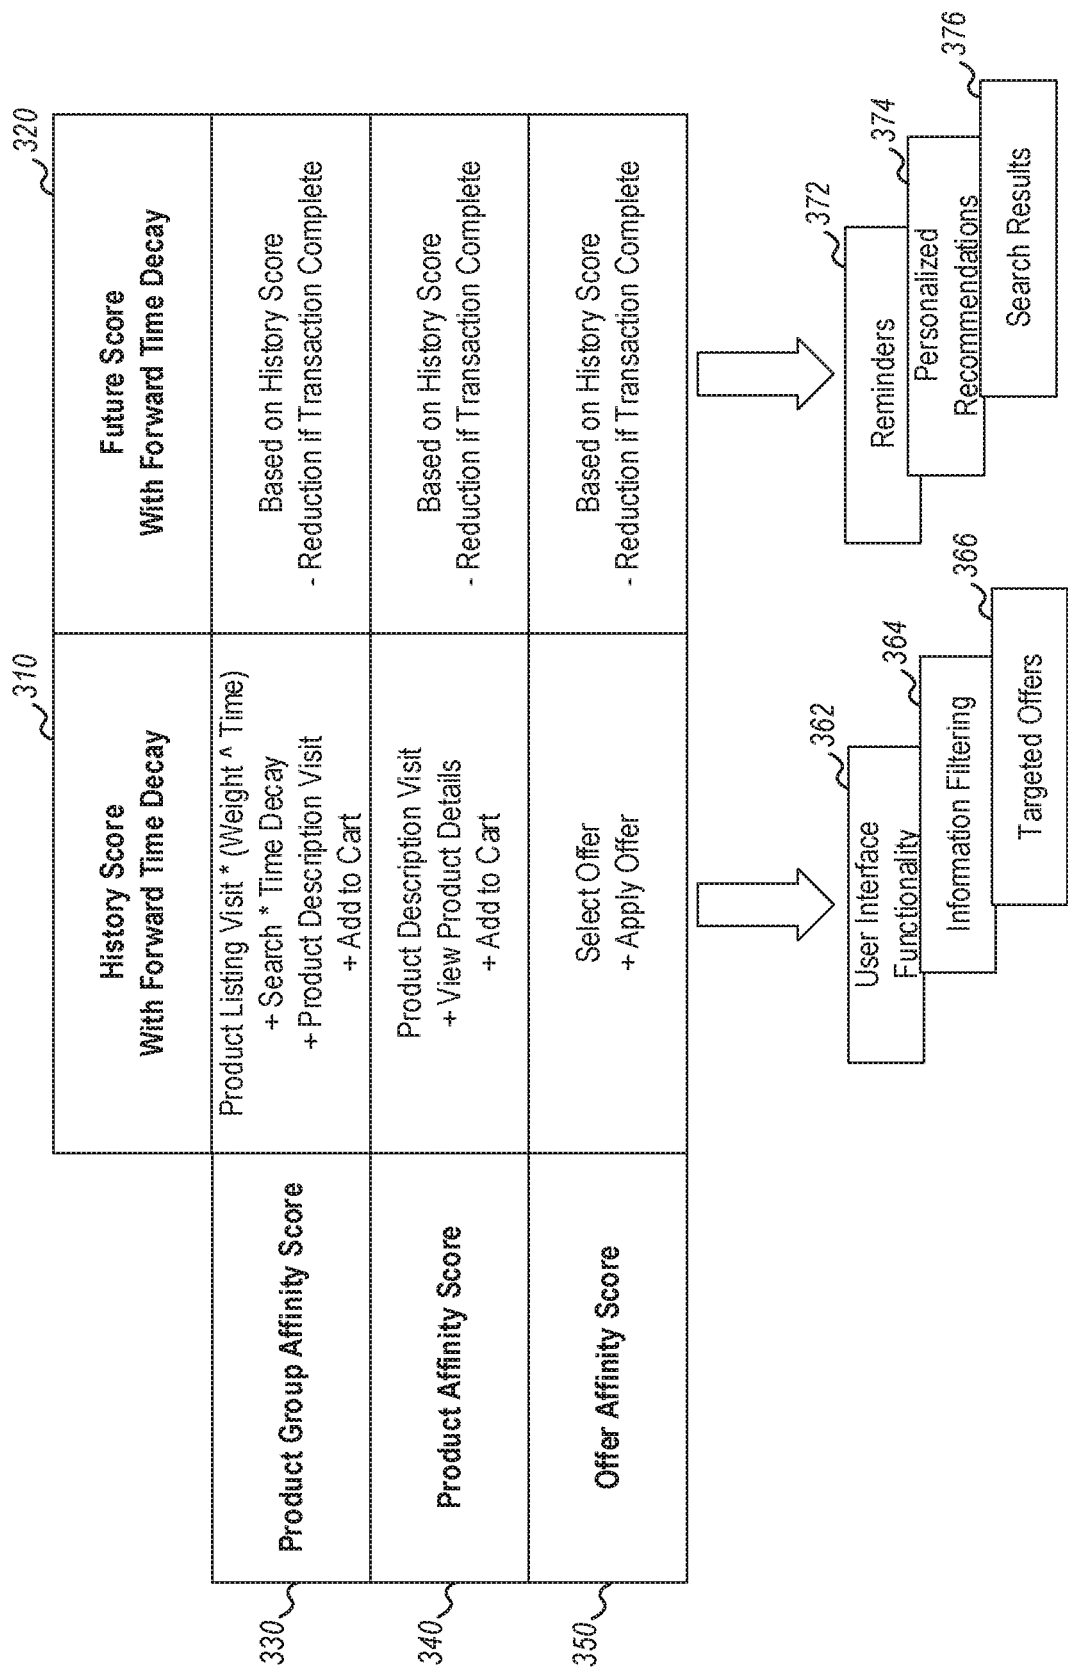 310
320
History Score
With Forward Time Decay
Future Score
With Forward Time Decay
330
Product Group Affinity Score
Product Listing Visit * (Weight ^ Time)
+ Search * Time Decay
+ Product Description Visit
+ Add to Cart
Based on History Score
- Reduction if Transaction Complete
340
Product Affinity Score
Product Description Visit
+ View Product Details
+ Add to Cart
Based on History Score
- Reduction if Transaction Complete
350
Offer Affinity Score
Select Offer
+ Apply Offer
Based on History Score
- Reduction if Transaction Complete
362
User Interface
Functionality
364
Information Filtering
366
Targeted Offers
372
Reminders
374
Personalized
Recommendations
376
Search Results